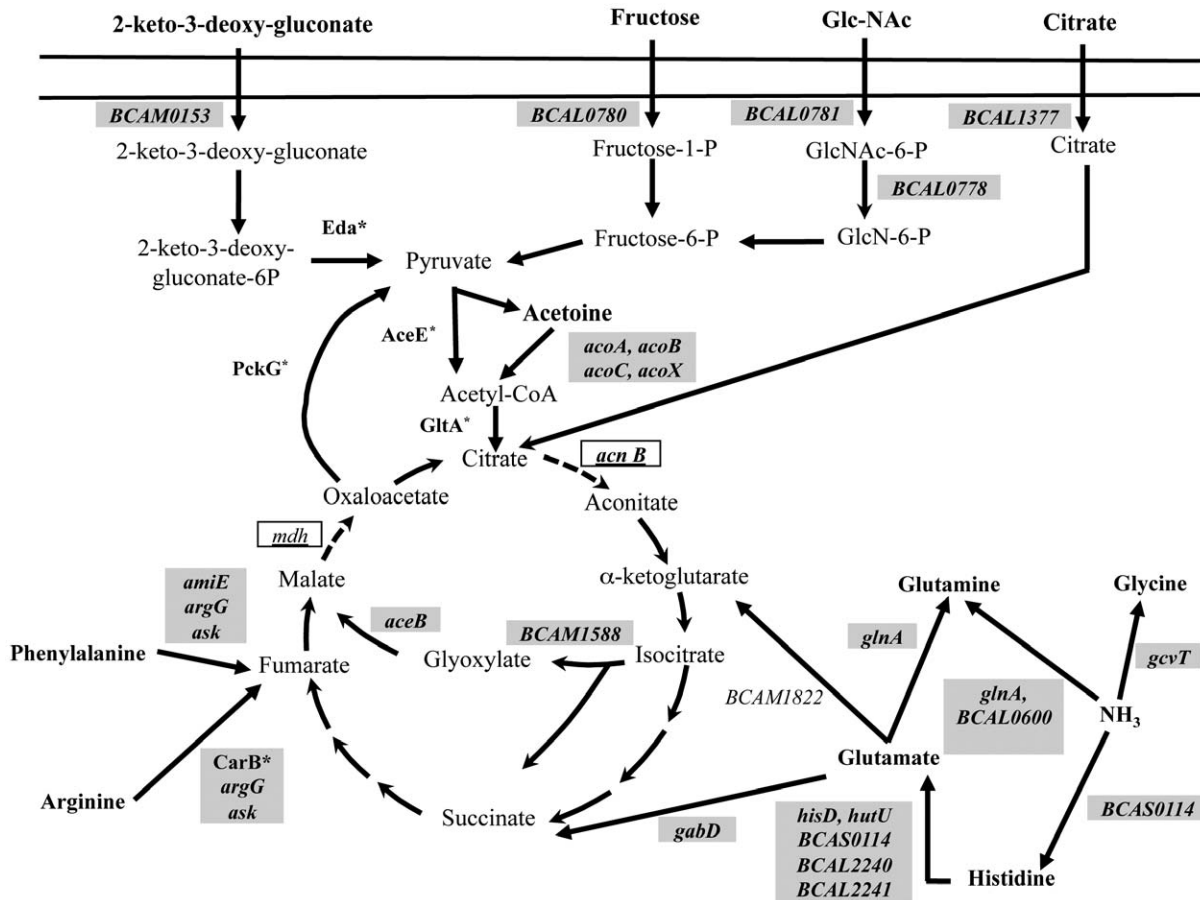 2-keto-3-deoxy-gluconate
Fructose
Glc-NAc
Citrate
BCAM0153
BCAL0780
BCAL0781
BCAL1377
2-keto-3-deoxy-gluconate
Fructose-1-P
GlcNAc-6-P
Citrate
BCAL0778
2-keto-3-deoxy-
gluconate-6P
Eda*
Pyruvate
Fructose-6-P
GlcN-6-P
AceE*
Acetoine
acoA, acoB
acoC, acoX
PckG*
Acetyl-CoA
GltA*
Citrate
acn B
Oxaloacetate
Aconitate
mdh
Malate
α-ketoglutarate
Glutamine
Glycine
amiE
argG
ask
aceB
BCAM1588
glnA
gcvT
Phenylalanine
Fumarate
Glyoxylate
Isocitrate
BCAM1822
glnA,
BCAL0600
NH₃
Glutamate
CarB*
argG
ask
Arginine
Succinate
gabD
hisD, hutU
BCAS0114
BCAL2240
BCAL2241
BCAS0114
Histidine